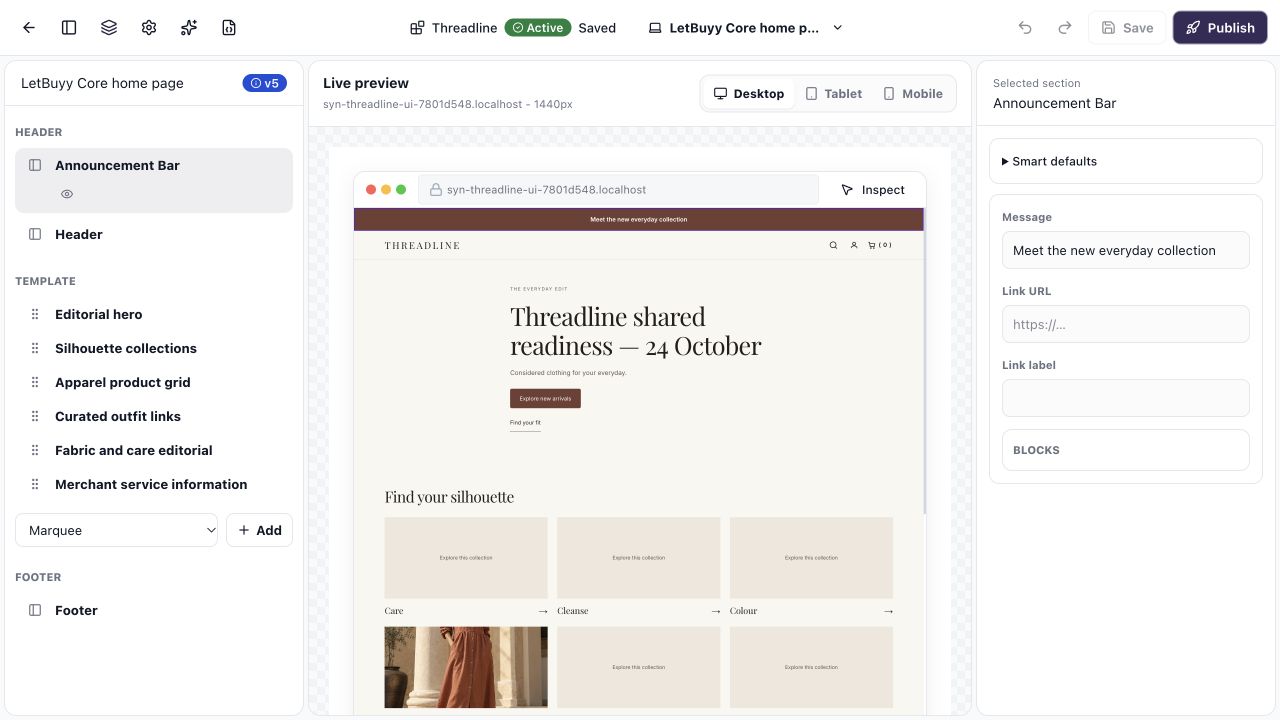 Threadline
Active
Saved
LetBuyy Core home p...
Save
Publish
LetBuyy Core home page
v5
HEADER
Announcement Bar
Header
TEMPLATE
Editorial hero
Silhouette collections
Apparel product grid
Curated outfit links
Fabric and care editorial
Merchant service information
Marquee
Add
FOOTER
Footer
Live preview
syn-threadline-ui-7801d548.localhost - 1440px
Desktop
Tablet
Mobile
syn-threadline-ui-7801d548.localhost
Inspect
Meet the new everyday collection
THREADLINE
(0)
THE EVERYDAY EDIT
Threadline shared
readiness — 24 October
Considered clothing for your everyday.
Explore new arrivals
Find your fit
Find your silhouette
Explore this collection
Explore this collection
Explore this collection
Care →
Cleanse →
Colour →
Explore this collection
Explore this collection
Selected section
Announcement Bar
Smart defaults
Message
Meet the new everyday collection
Link URL
https://...
Link label
BLOCKS